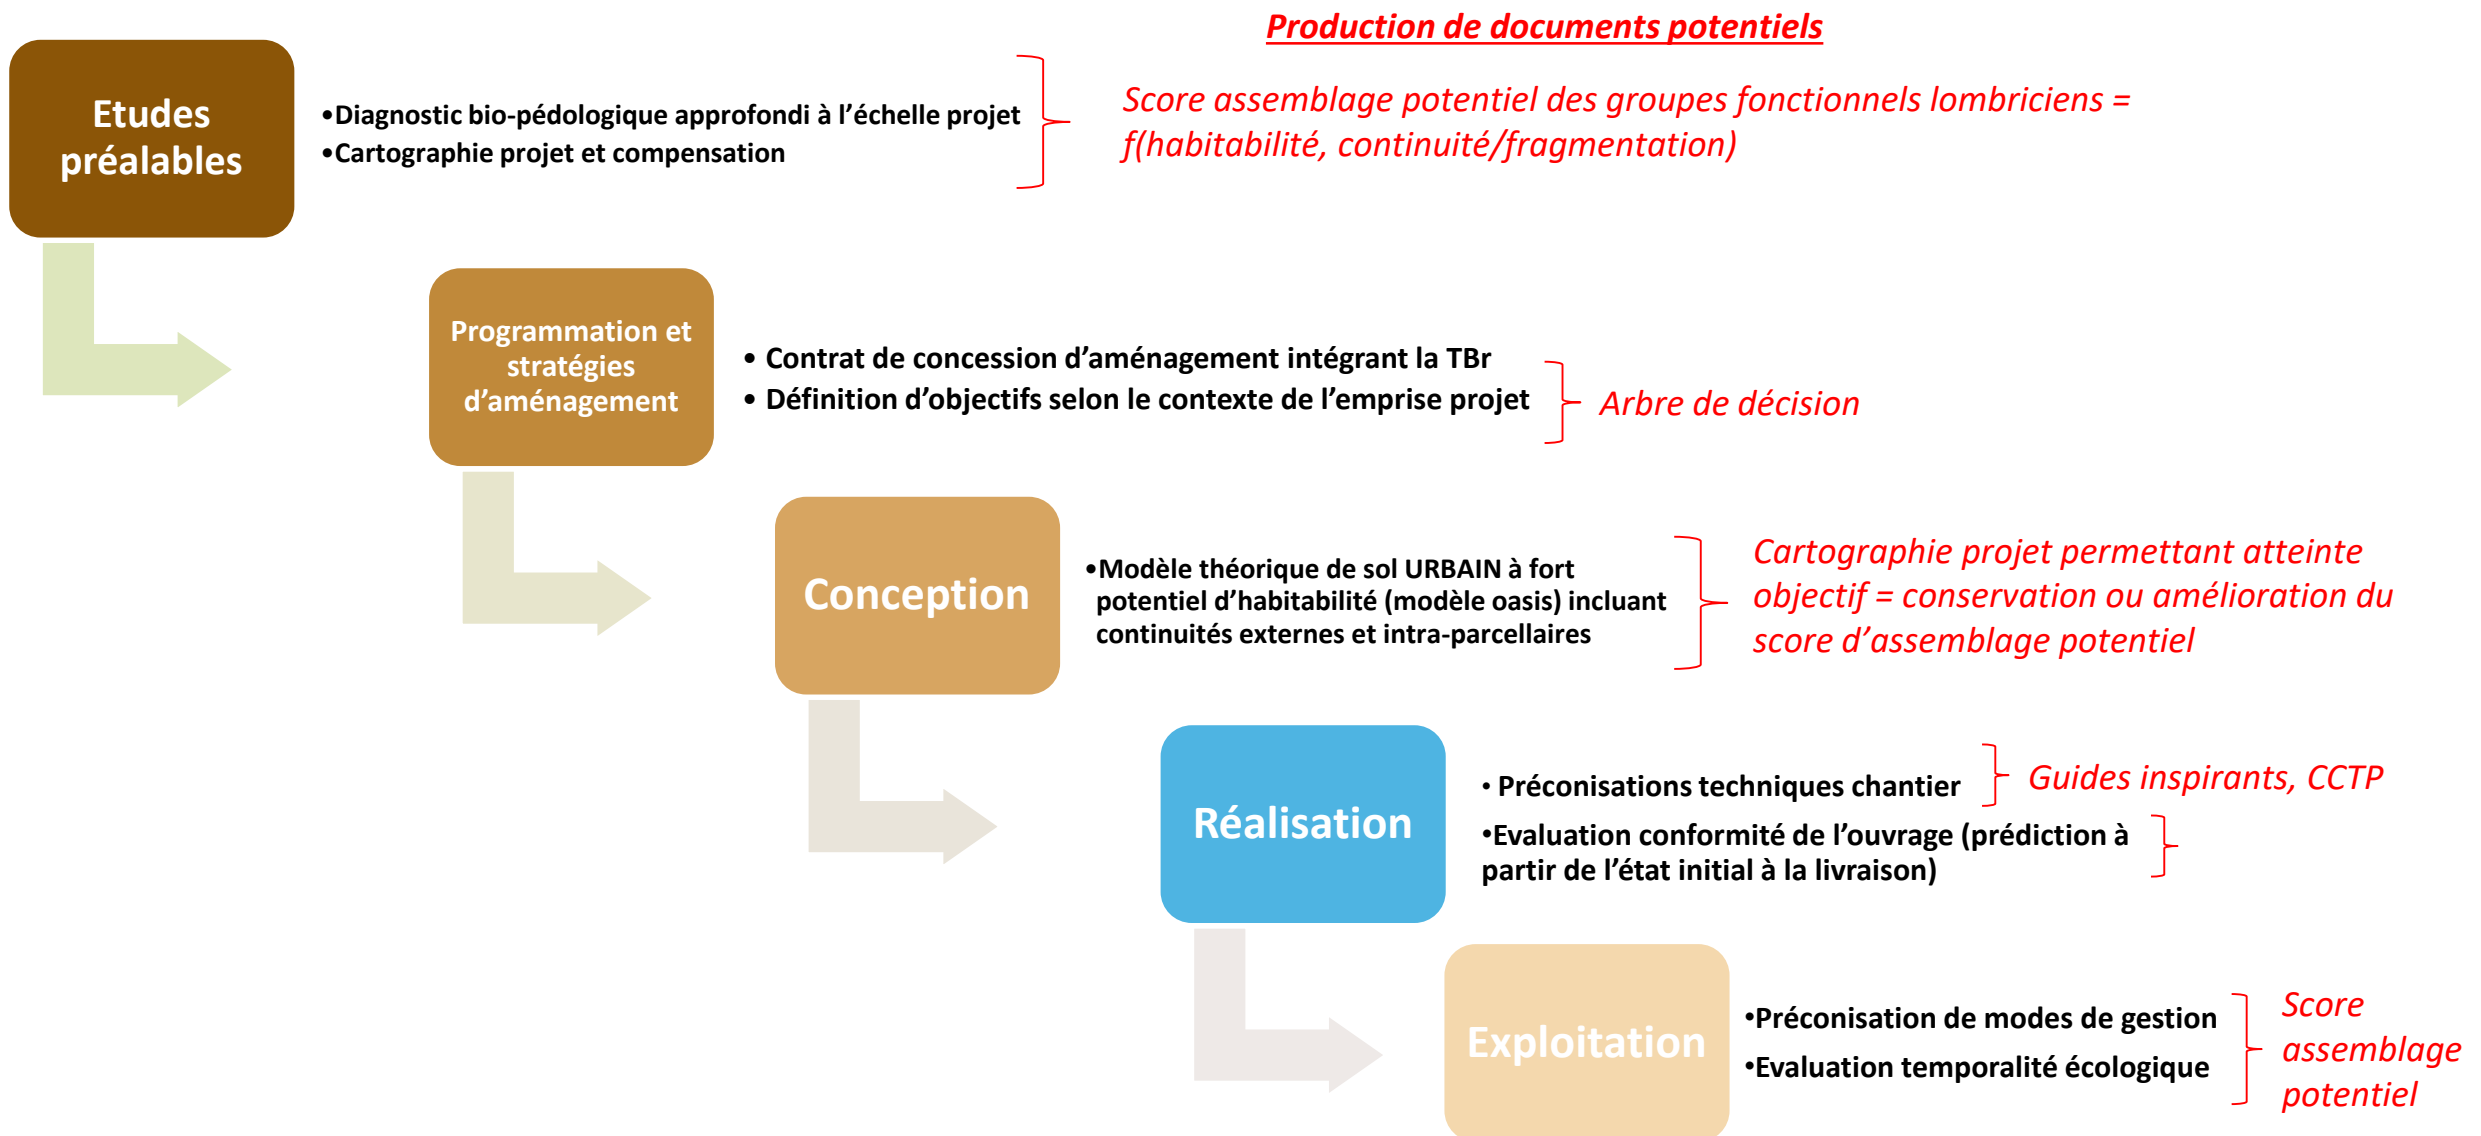 Production de documents potentiels
Etudes
préalables
•Diagnostic bio-pédologique approfondi à l’échelle projet
•Cartographie projet et compensation
Score assemblage potentiel des groupes fonctionnels lombriciens =
f(habitabilité, continuité/fragmentation)
Programmation et
stratégies
d’aménagement
• Contrat de concession d’aménagement intégrant la TBr
• Définition d’objectifs selon le contexte de l’emprise projet
Arbre de décision
Conception
•Modèle théorique de sol URBAIN à fort
potentiel d’habitabilité (modèle oasis) incluant
continuités externes et intra-parcellaires
Cartographie projet permettant atteinte
objectif = conservation ou amélioration du
score d’assemblage potentiel
Réalisation
• Préconisations techniques chantier
Guides inspirants, CCTP
•Evaluation conformité de l’ouvrage (prédiction à
partir de l’état initial à la livraison)
Exploitation
•Préconisation de modes de gestion
•Evaluation temporalité écologique
Score
assemblage
potentiel